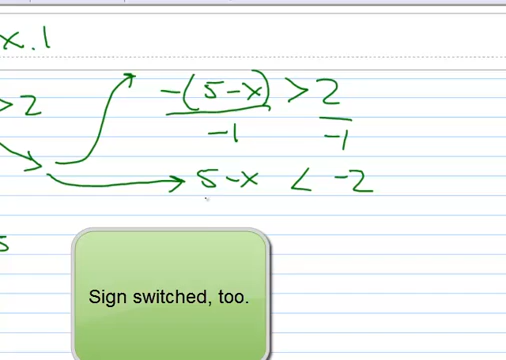 x.1
-(5-x) > 2
> 2
-1 -1
5-x < -2
5
Sign switched, too.